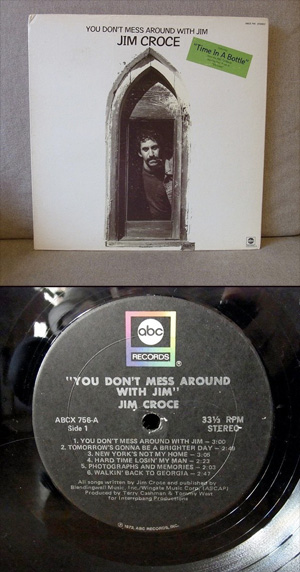 YOU DON'T MESS AROUND WITH JIM
JIM CROCE
"Time In A Bottle"
abc
RECORDS
"YOU DON'T MESS AROUND
WITH JIM"
JIM CROCE
ABCX 756-A
Side 1
33⅓ RPM
STEREO
1. YOU DON'T MESS AROUND WITH JIM — 3:00
2. TOMORROW'S GONNA BE A BRIGHTER DAY — 2:49
3. NEW YORK'S NOT MY HOME — 3:05
4. HARD TIME LOSIN' MY MAN — 2:23
5. PHOTOGRAPHS AND MEMORIES — 2:03
6. WALKIN' BACK TO GEORGIA — 2:47
All songs written by Jim Croce and published by
Blendingwell Music, Inc./Wingate Music Corp. (ASCAP)
Produced by Terry Cashman & Tommy West
for Interrobang Productions
ABC RECORDS, INC.